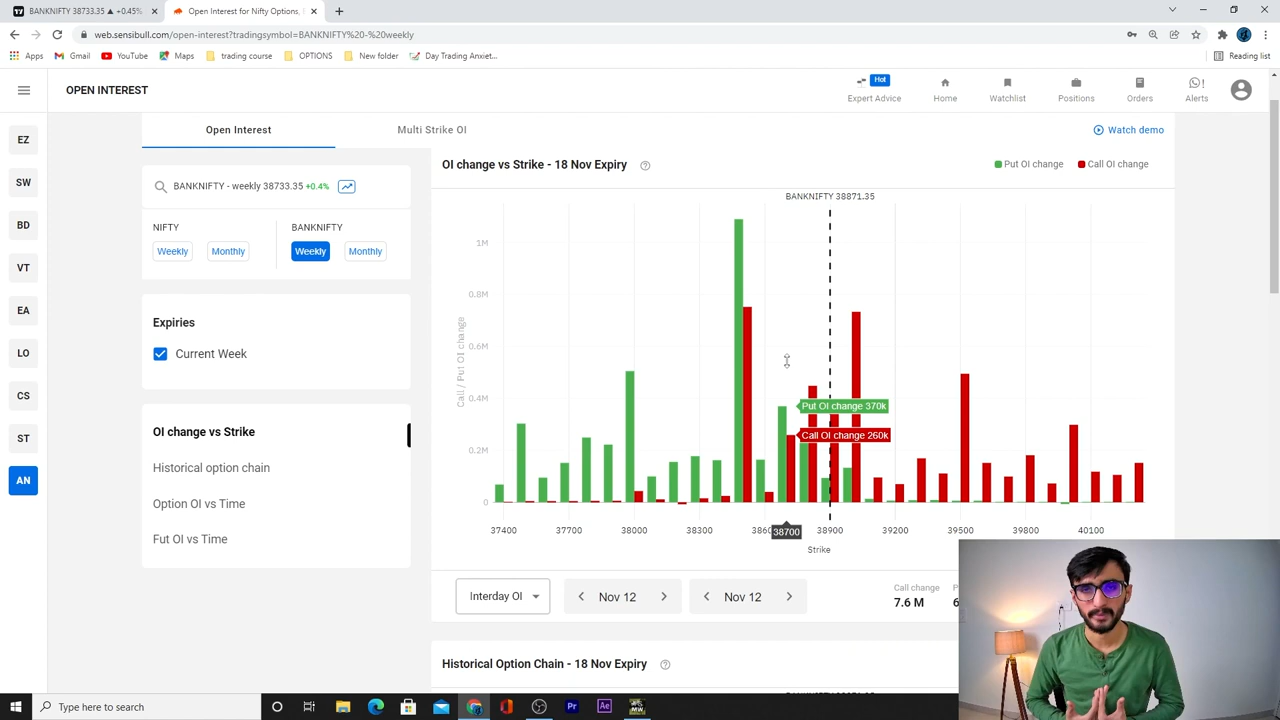 BANKNIFTY 38733.35 ▲ +0.45%
Open Interest for Nifty Options,
web.sensibull.com/open-interest?tradingsymbol=BANKNIFTY%20-%20weekly
Apps
Gmail
YouTube
Maps
trading course
OPTIONS
New folder
Day Trading Anxiet...
Reading list
OPEN INTEREST
Hot
Expert Advice
Home
Watchlist
Positions
Orders
Alerts
EZ
SW
BD
VT
EA
LO
CS
ST
AN
Open Interest
Multi Strike OI
Watch demo
BANKNIFTY - weekly 38733.35 +0.4%
NIFTY
BANKNIFTY
Weekly
Monthly
Weekly
Monthly
Expiries
Current Week
OI change vs Strike
Historical option chain
Option OI vs Time
Fut OI vs Time
OI change vs Strike - 18 Nov Expiry
Put OI change
Call OI change
BANKNIFTY 38871.35
Call / Put OI change
1M
0.8M
0.6M
0.4M
0.2M
0
Put OI change 370k
Call OI change 260k
37400
37700
38000
38300
38700
38900
39200
39500
39800
40100
Strike
Interday OI
Nov 12
Nov 12
Call change
7.6 M
Historical Option Chain - 18 Nov Expiry
Type here to search